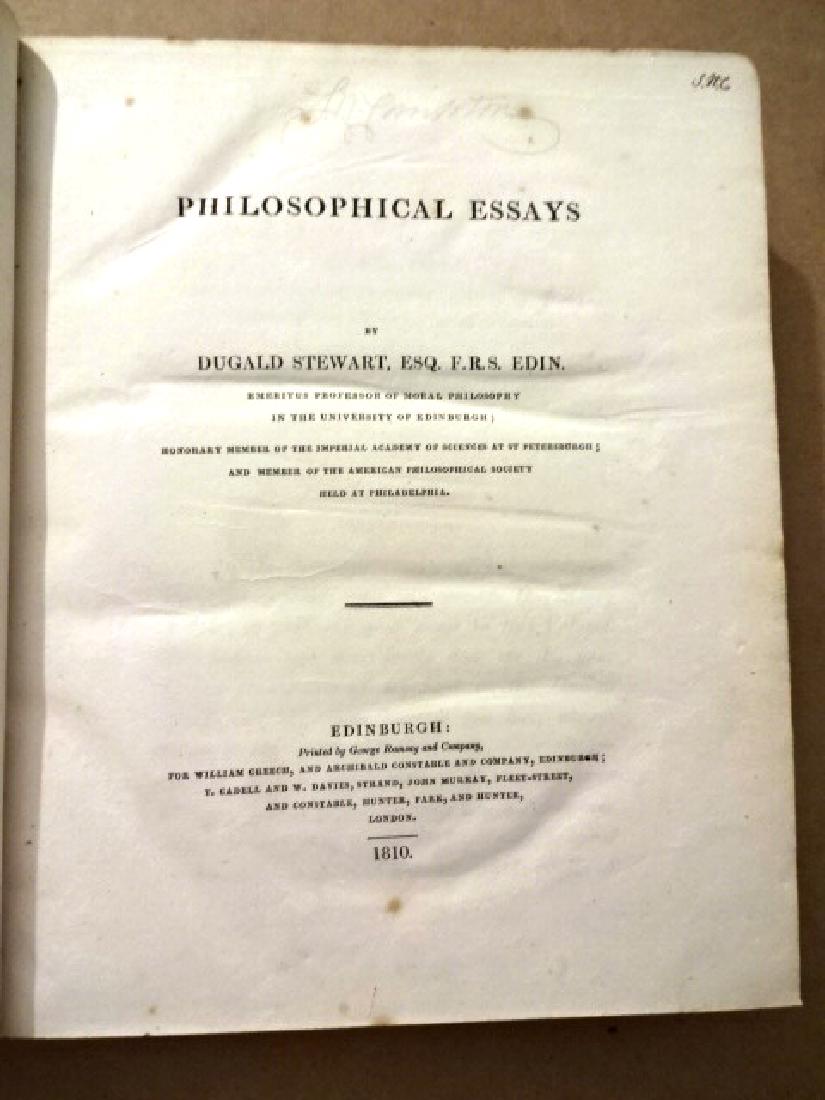 S.N.C
PHILOSOPHICAL ESSAYS
BY
DUGALD STEWART, ESQ. F.R.S. EDIN.
EMERITUS PROFESSOR OF MORAL PHILOSOPHY
IN THE UNIVERSITY OF EDINBURGH;
HONORARY MEMBER OF THE IMPERIAL ACADEMY OF SCIENCES AT ST PETERSBURGH;
AND MEMBER OF THE AMERICAN PHILOSOPHICAL SOCIETY
HELD AT PHILADELPHIA.
EDINBURGH:
Printed by George Ramsay and Company,
FOR WILLIAM CREECH, AND ARCHIBALD CONSTABLE AND COMPANY, EDINBURGH;
T. CADELL AND W. DAVIES, STRAND, JOHN MURRAY, FLEET-STREET,
AND CONSTABLE, HUNTER, PARK, AND HUNTER,
LONDON.
1810.